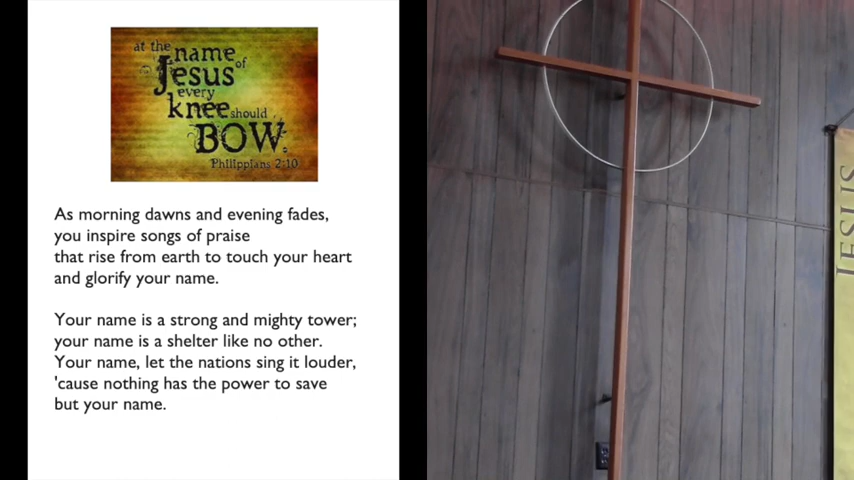 at the
name of
Jesus
every
knee should
BOW.
Philippians 2:10
As morning dawns and evening fades,
you inspire songs of praise
that rise from earth to touch your heart
and glorify your name.
Your name is a strong and mighty tower;
your name is a shelter like no other.
Your name, let the nations sing it louder,
'cause nothing has the power to save
but your name.
JESUS